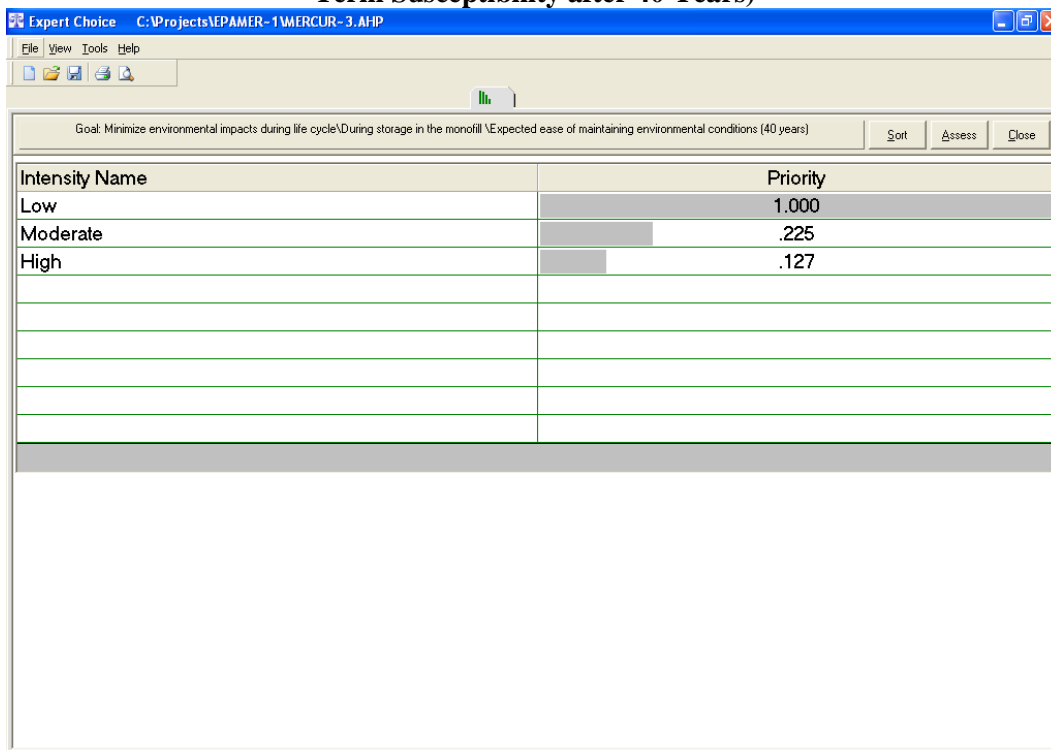 Term Susceptibility after 40 Years)
Expert Choice C:\Projects\EPAMER~1\MERCUR~3.AHP
File View Tools Help
Goal: Minimize environmental impacts during life cycle\During storage in the monofill \Expected ease of maintaining environmental conditions (40 years) Sort Assess Close
Intensity Name Priority
Low 1.000
Moderate .225
High .127